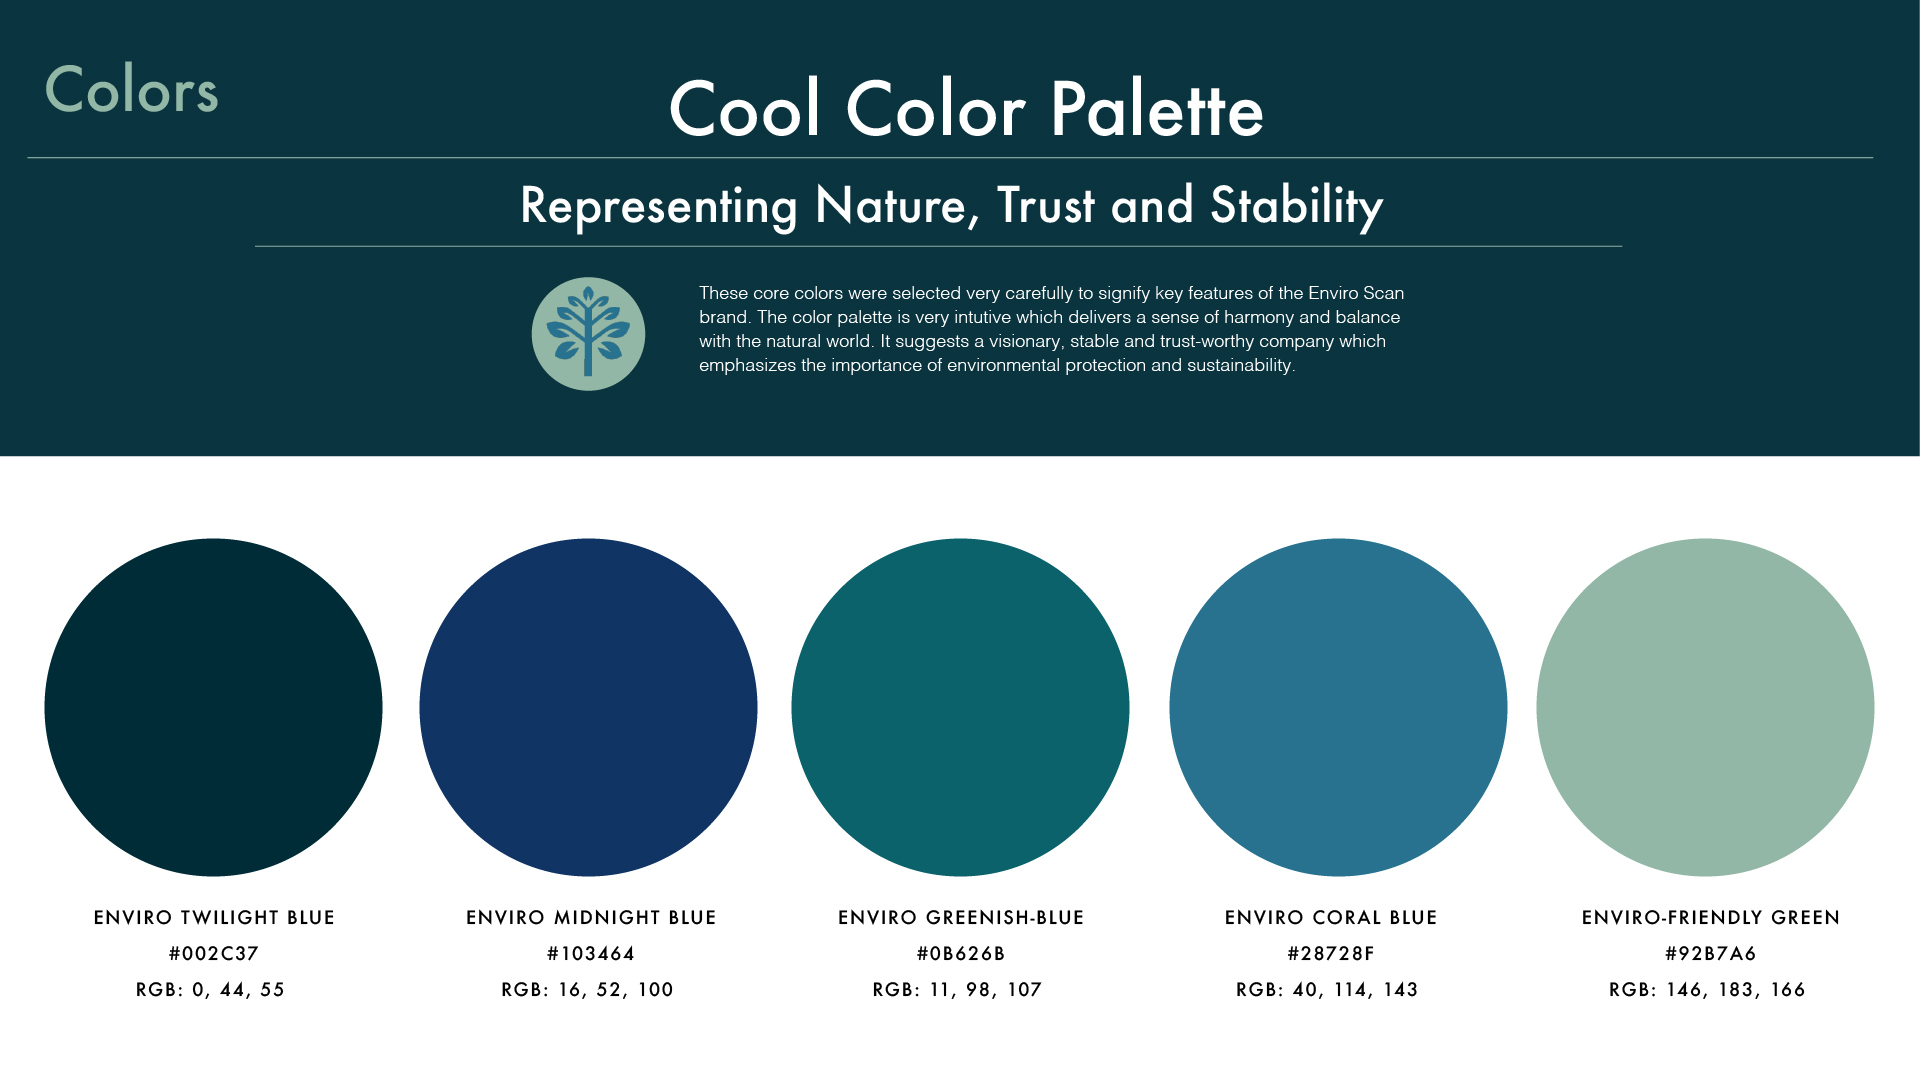 Colors
Cool Color Palette
Representing Nature, Trust and Stability
These core colors were selected very carefully to signify key features of the Enviro Scan
brand. The color palette is very intutive which delivers a sense of harmony and balance
with the natural world. It suggests a visionary, stable and trust-worthy company which
emphasizes the importance of environmental protection and sustainability.
ENVIRO TWILIGHT BLUE
#002C37
RGB: 0, 44, 55
ENVIRO MIDNIGHT BLUE
#103464
RGB: 16, 52, 100
ENVIRO GREENISH-BLUE
#0B626B
RGB: 11, 98, 107
ENVIRO CORAL BLUE
#28728F
RGB: 40, 114, 143
ENVIRO-FRIENDLY GREEN
#92B7A6
RGB: 146, 183, 166